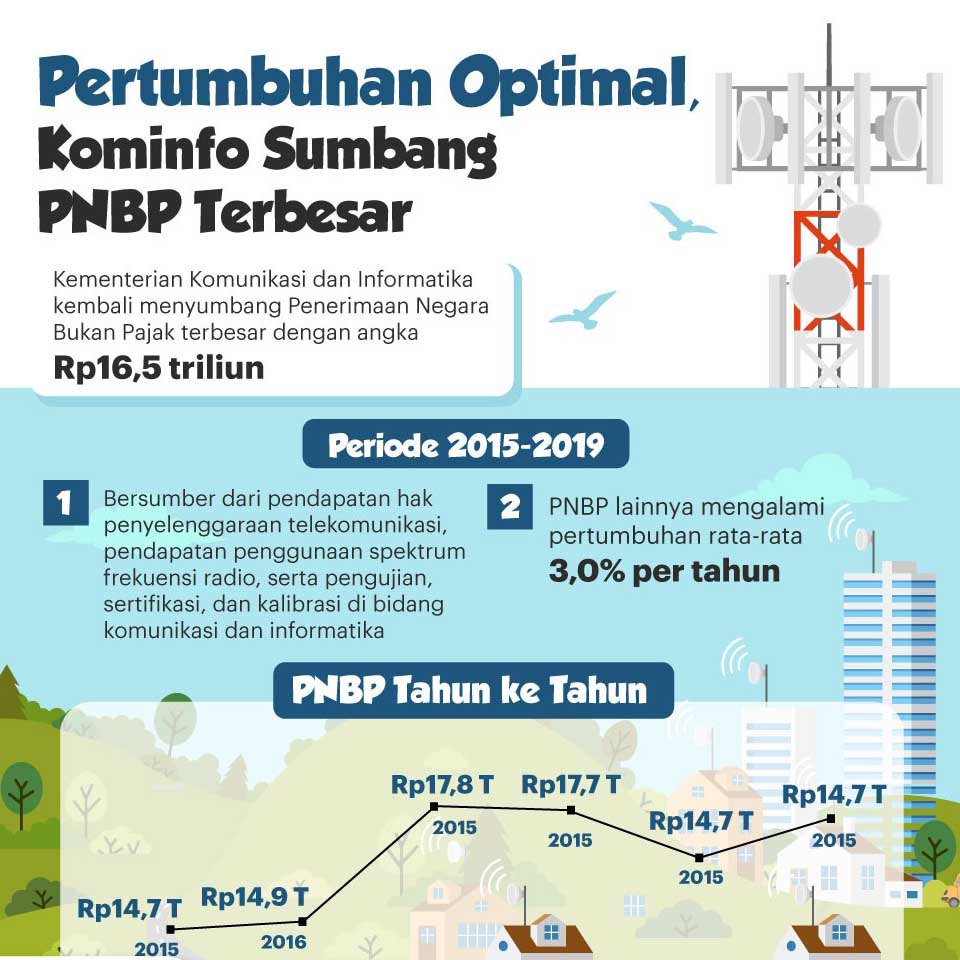 Pertumbuhan Optimal,
Kominfo Sumbang
PNBP Terbesar
Kementerian Komunikasi dan Informatika
kembali menyumbang Penerimaan Negara
Bukan Pajak terbesar dengan angka
Rp16,5 triliun
Periode 2015-2019
1
Bersumber dari pendapatan hak
penyelenggaraan telekomunikasi,
pendapatan penggunaan spektrum
frekuensi radio, serta pengujian,
sertifikasi, dan kalibrasi di bidang
komunikasi dan informatika
2
PNBP lainnya mengalami
pertumbuhan rata-rata
3,0% per tahun
PNBP Tahun ke Tahun
Rp14,7 T
2015
Rp14,9 T
2016
Rp17,8 T
2015
Rp17,7 T
2015
Rp14,7 T
2015
Rp14,7 T
2015